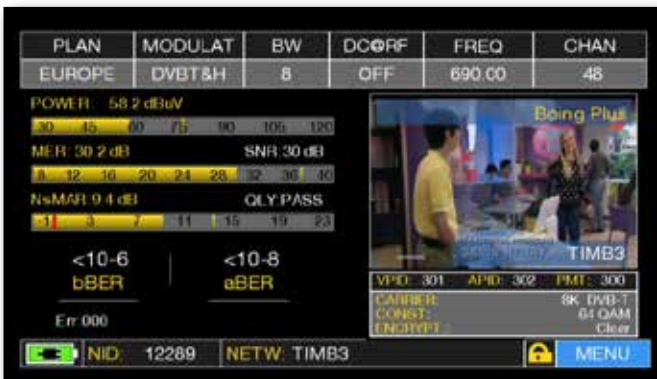 PLAN MODULAT BW DC@RF FREQ CHAN
EUROPE DVBT&H 8 OFF 690.00 48
POWER: 58.2 dBuV
30 45 60 75 90 105 120
MER: 30.2 dB SNR: 30 dB
8 12 16 20 24 28 32 36 40
NsMAR: 9.4 dB QLY:PASS
-1 3 7 11 15 19 23
<10-6 <10-8
bBER aBER
Err:000
Boing Plus
TIMB3
VPID: 301 APID: 302 PMT: 300
CARRIER: 8K DVB-T
CONST: 64 QAM
ENCRYPT: Clear
NID: 12289 NETW: TIMB3 MENU